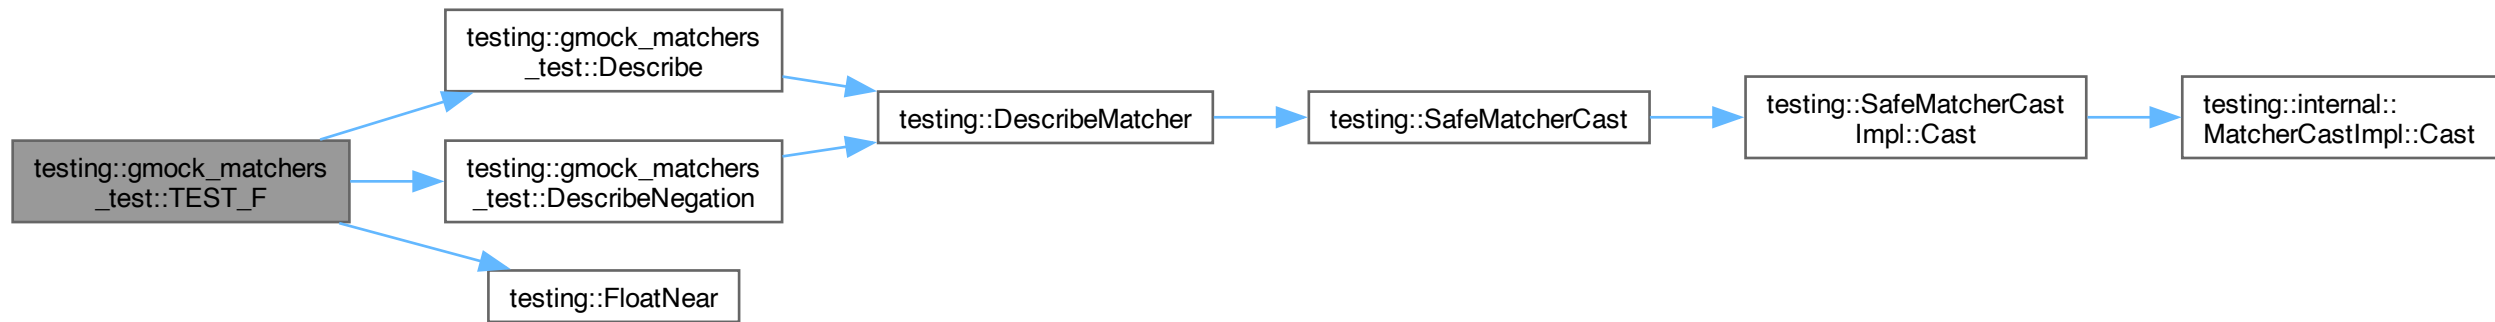 testing::gmock_matchers
_test::TEST_F
testing::gmock_matchers
_test::Describe
testing::gmock_matchers
_test::DescribeNegation
testing::FloatNear
testing::DescribeMatcher
testing::SafeMatcherCast
testing::SafeMatcherCast
Impl::Cast
testing::internal::
MatcherCastImpl::Cast